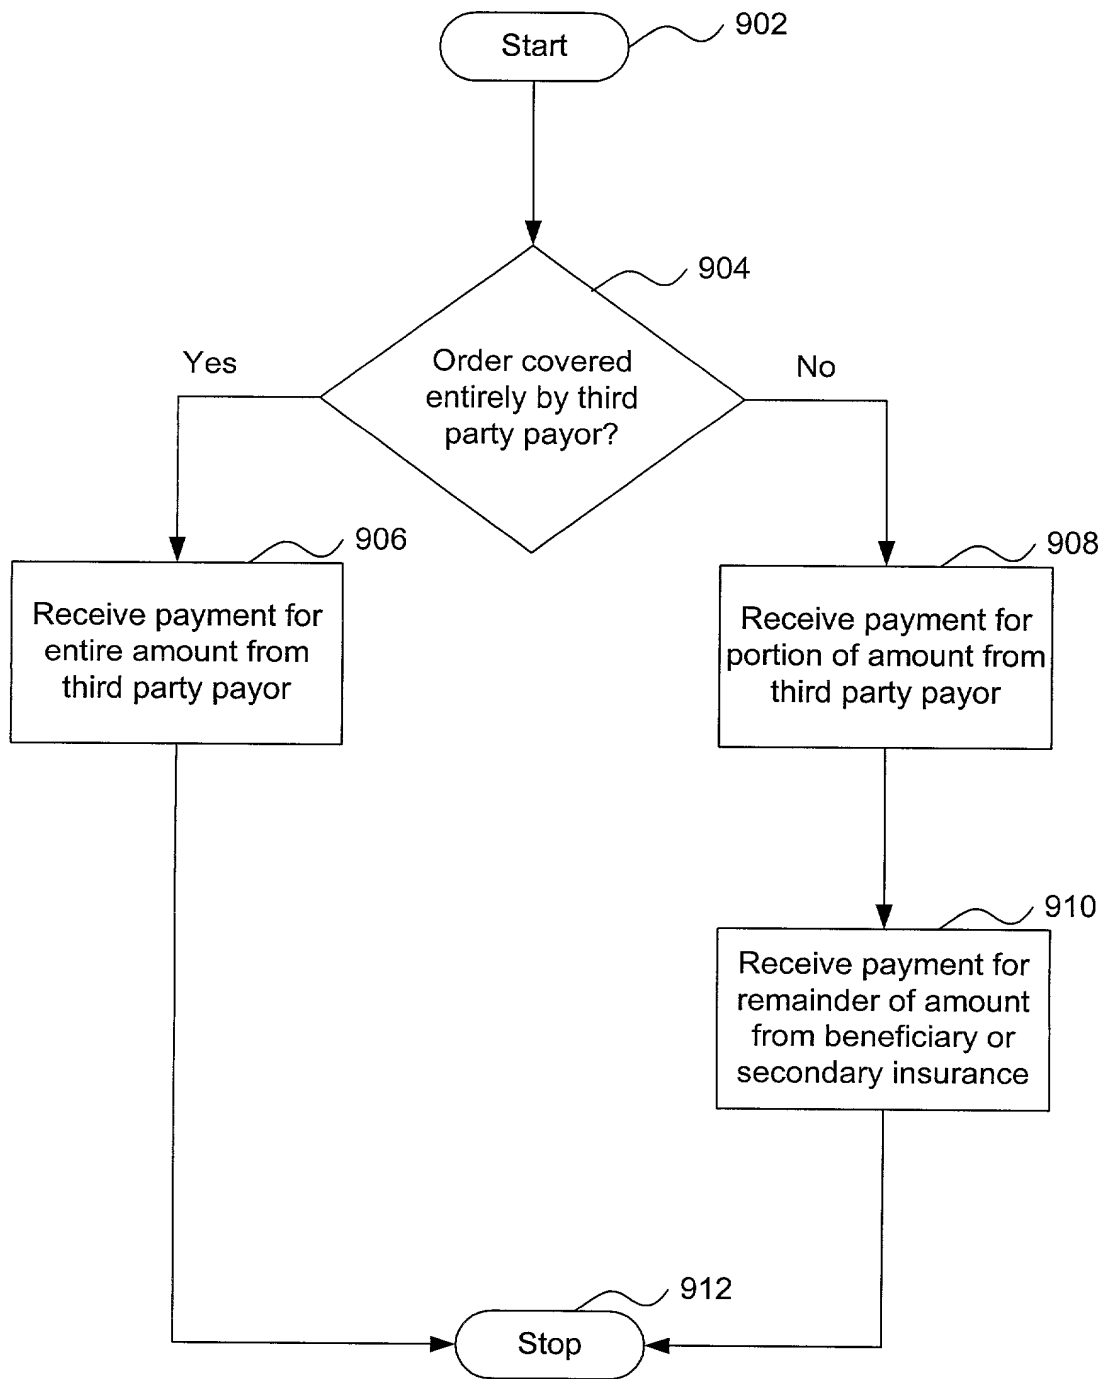 Start
902
904
Order covered
entirely by third
party payor?
Yes
No
906
Receive payment for
entire amount from
third party payor
908
Receive payment for
portion of amount from
third party payor
910
Receive payment for
remainder of amount
from beneficiary or
secondary insurance
912
Stop